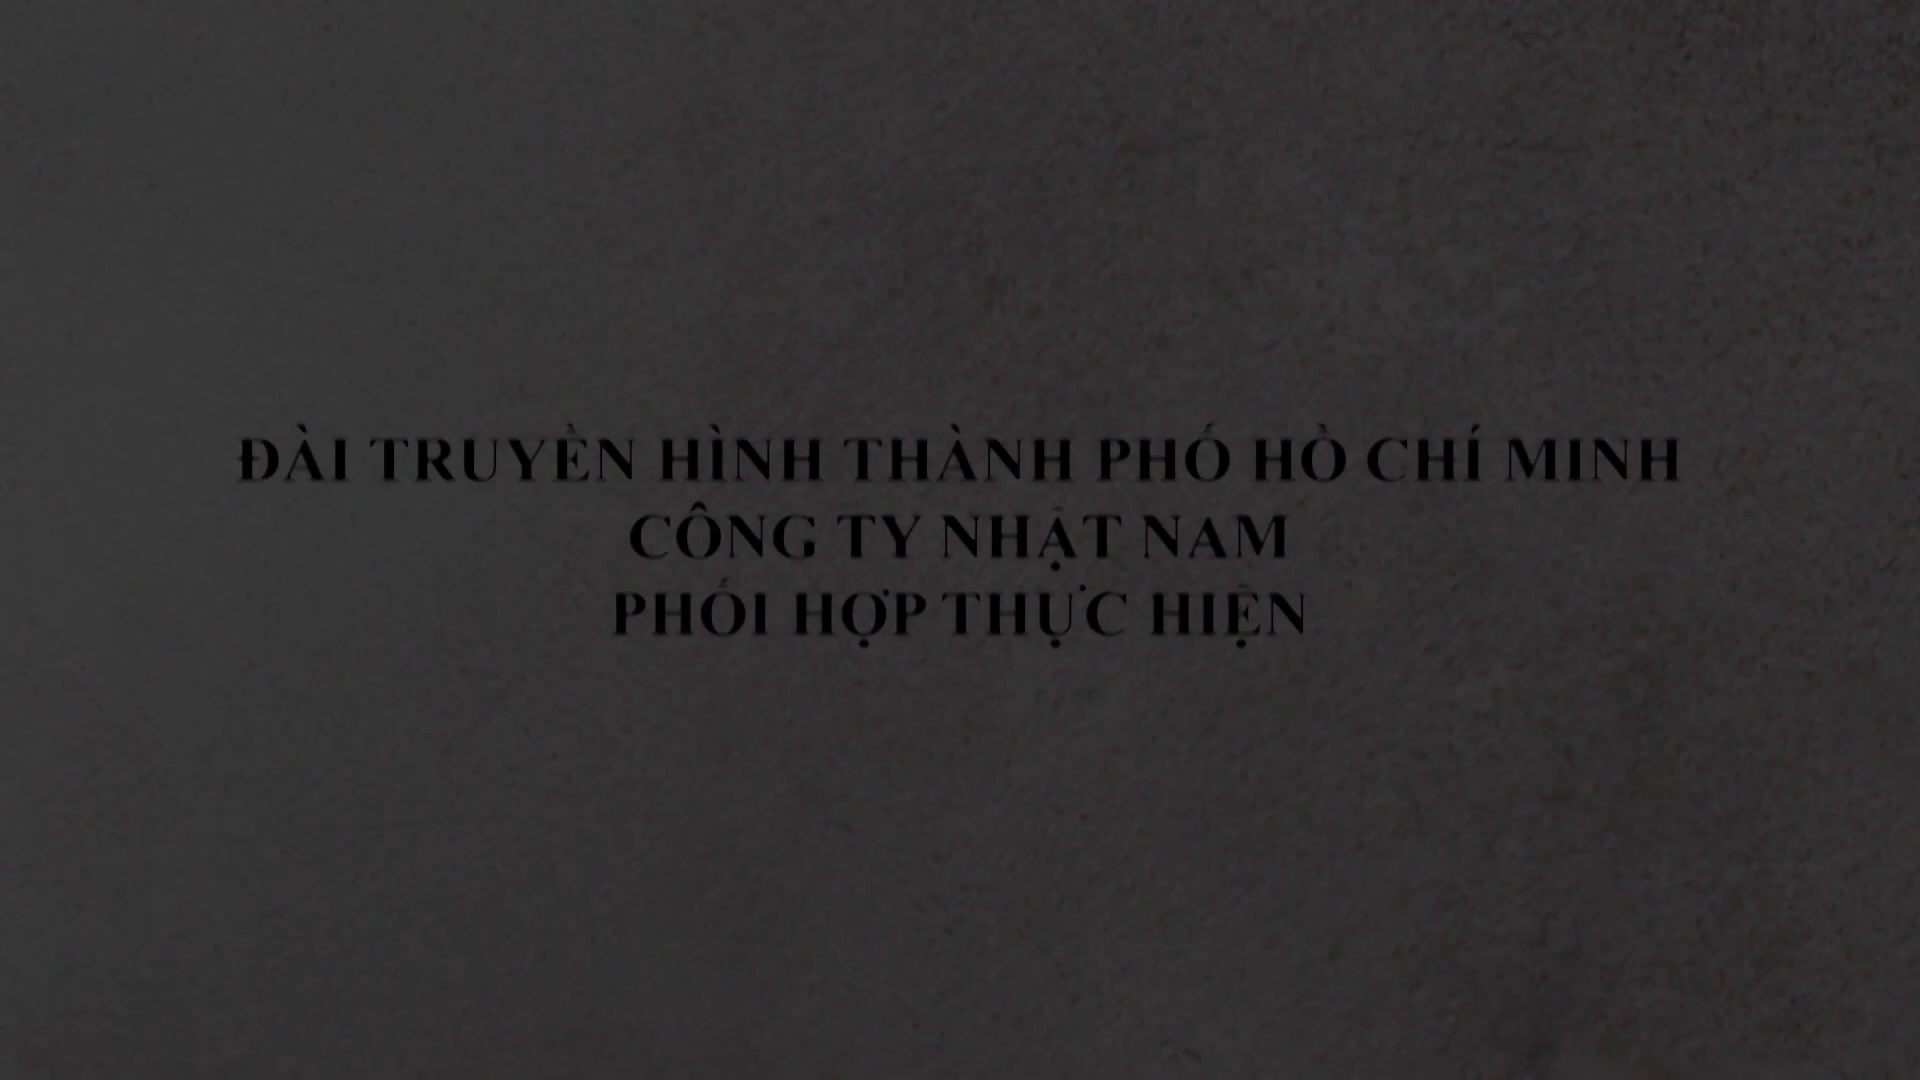 ĐÀI TRUYỀN HÌNH THÀNH PHỐ HỒ CHÍ MINH
CÔNG TY NHẬT NAM
PHỐI HỢP THỰC HIỆN